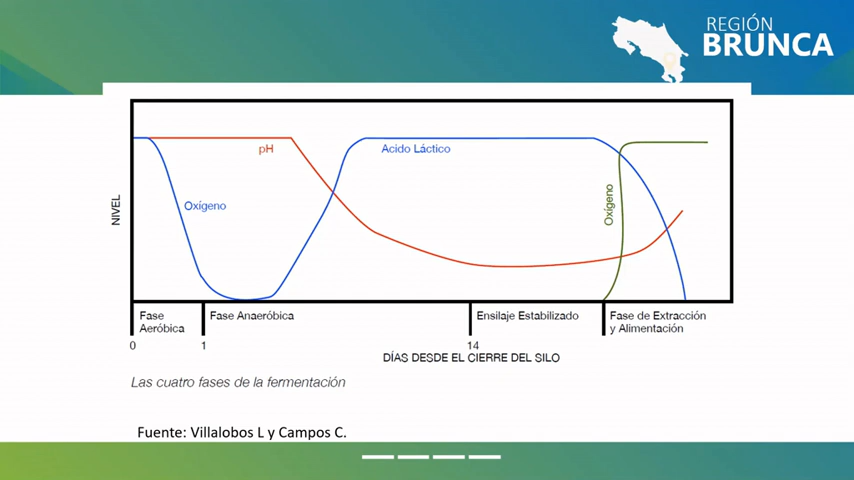 REGIÓN
BRUNCA
pH
Acido Láctico
Oxígeno
Oxígeno
NIVEL
Fase
Aeróbica
Fase Anaeróbica
Ensilaje Estabilizado
Fase de Extracción
y Alimentación
0
1
14
DÍAS DESDE EL CIERRE DEL SILO
Las cuatro fases de la fermentación
Fuente: Villalobos L y Campos C.